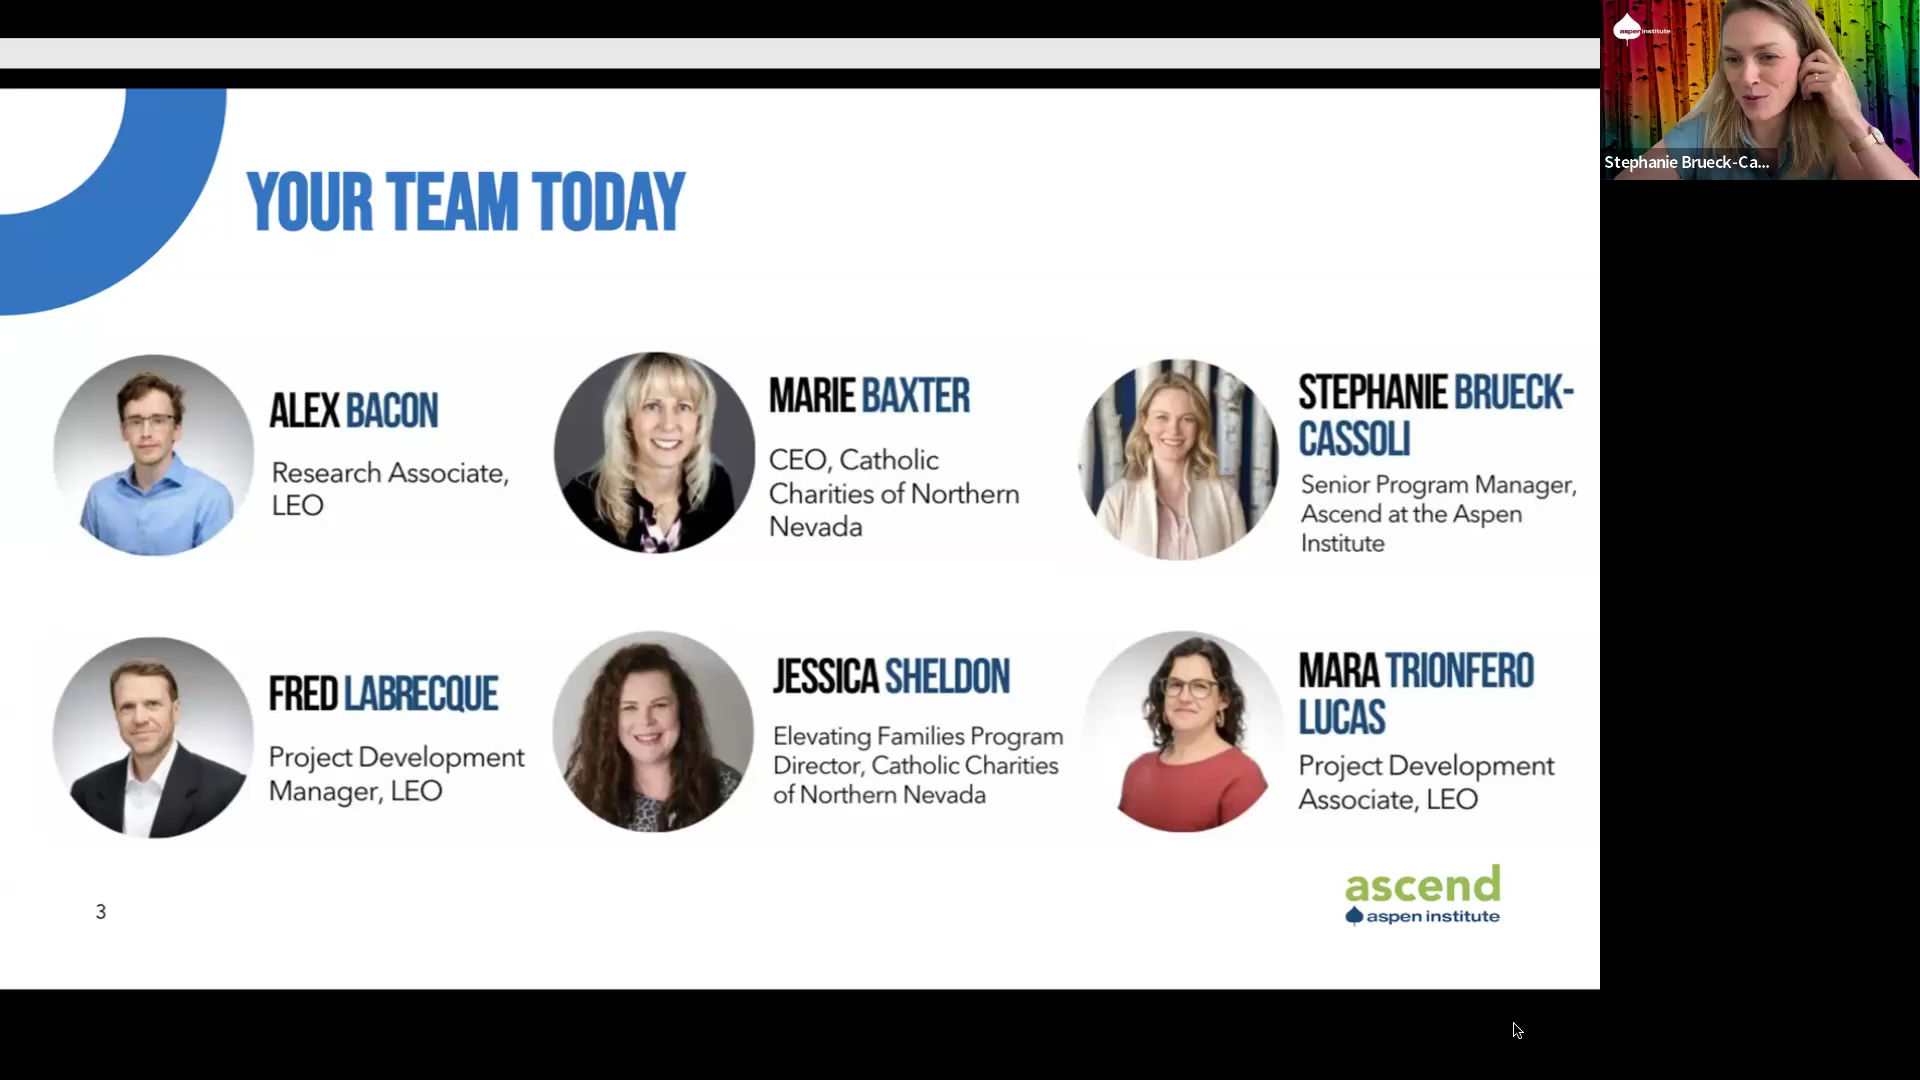 YOUR TEAM TODAY
ALEX BACON
Research Associate,
LEO
MARIE BAXTER
CEO, Catholic
Charities of Northern
Nevada
STEPHANIE BRUECK-
CASSOLI
Senior Program Manager,
Ascend at the Aspen
Institute
FRED LABRECQUE
Project Development
Manager, LEO
JESSICA SHELDON
Elevating Families Program
Director, Catholic Charities
of Northern Nevada
MARA TRIONFERO
LUCAS
Project Development
Associate, LEO
3
ascend
aspen institute
aspen institute
Stephanie Brueck-Ca...